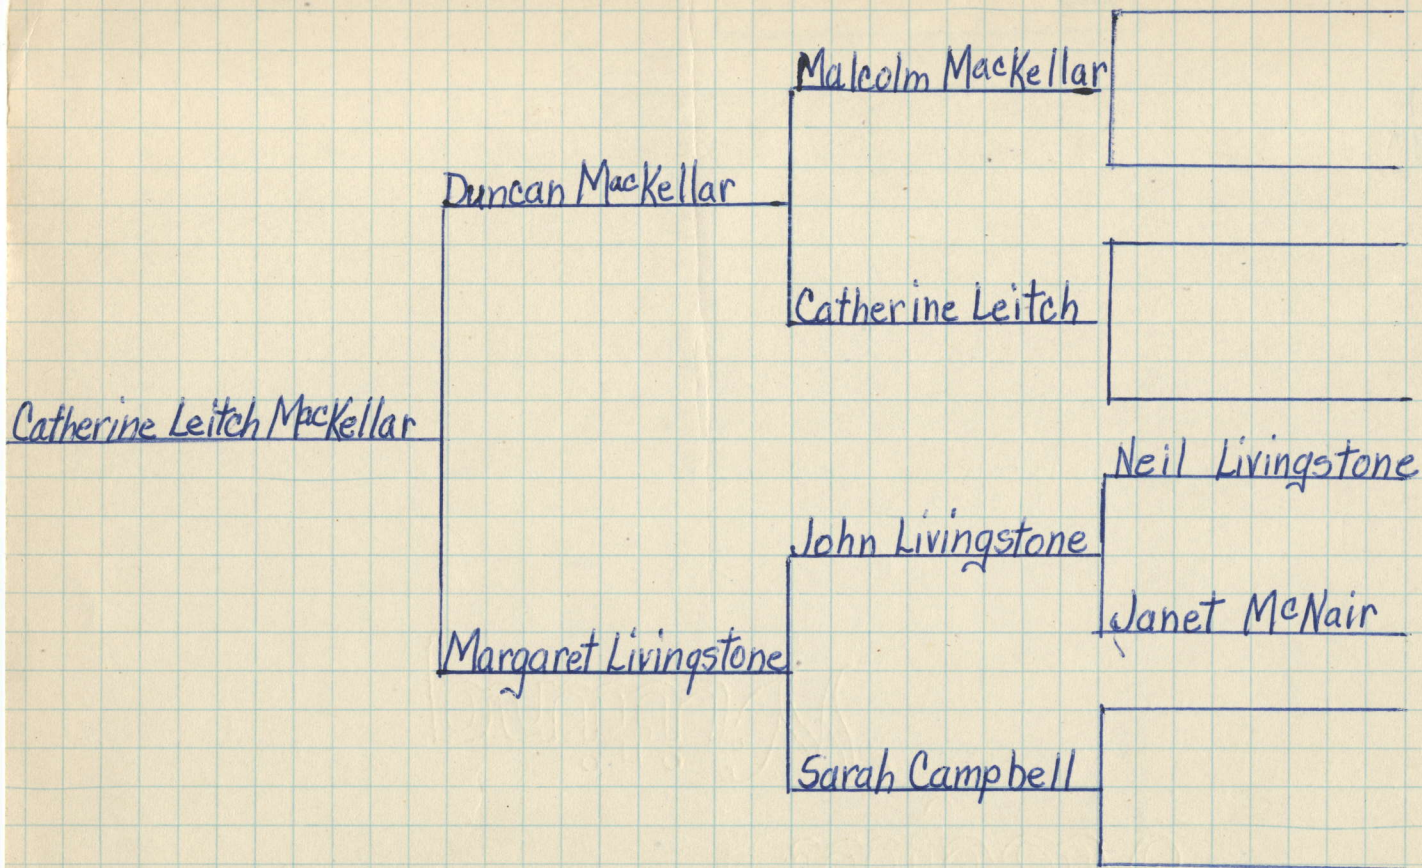 Malcolm MacKellar
Duncan MacKellar
Catherine Leitch
Catherine Leitch MacKellar
Neil Livingstone
John Livingstone
Janet McNair
Margaret Livingstone
Sarah Campbell